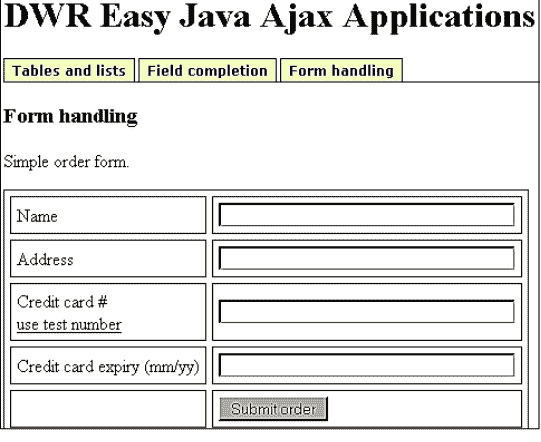 DWR Easy Java Ajax Applications
Tables and lists Field completion Form handling
Form handling
Simple order form.
Name
Address
Credit card #
use test number
Credit card expiry (mm/yy)
Submit order